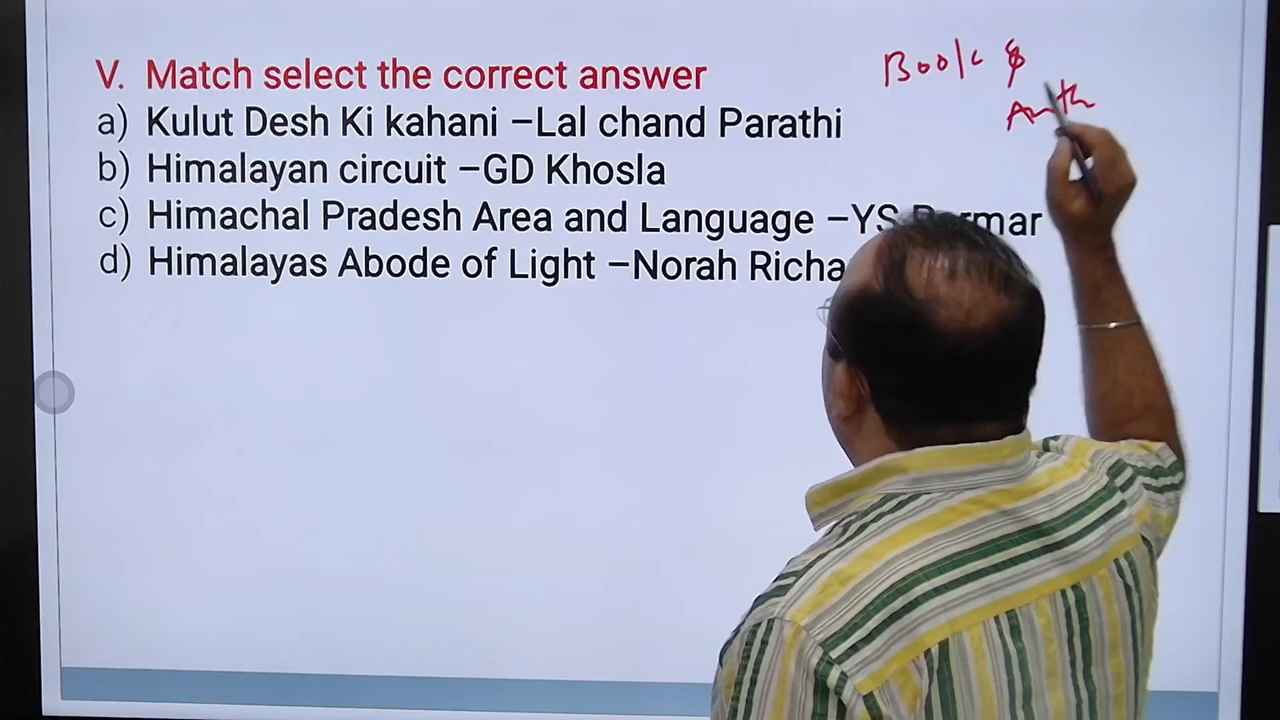 V. Match select the correct answer
Book &
Auth
a) Kulut Desh Ki kahani –Lal chand Parathi
b) Himalayan circuit –GD Khosla
c) Himachal Pradesh Area and Language –YS
d) Himalayas Abode of Light –Norah